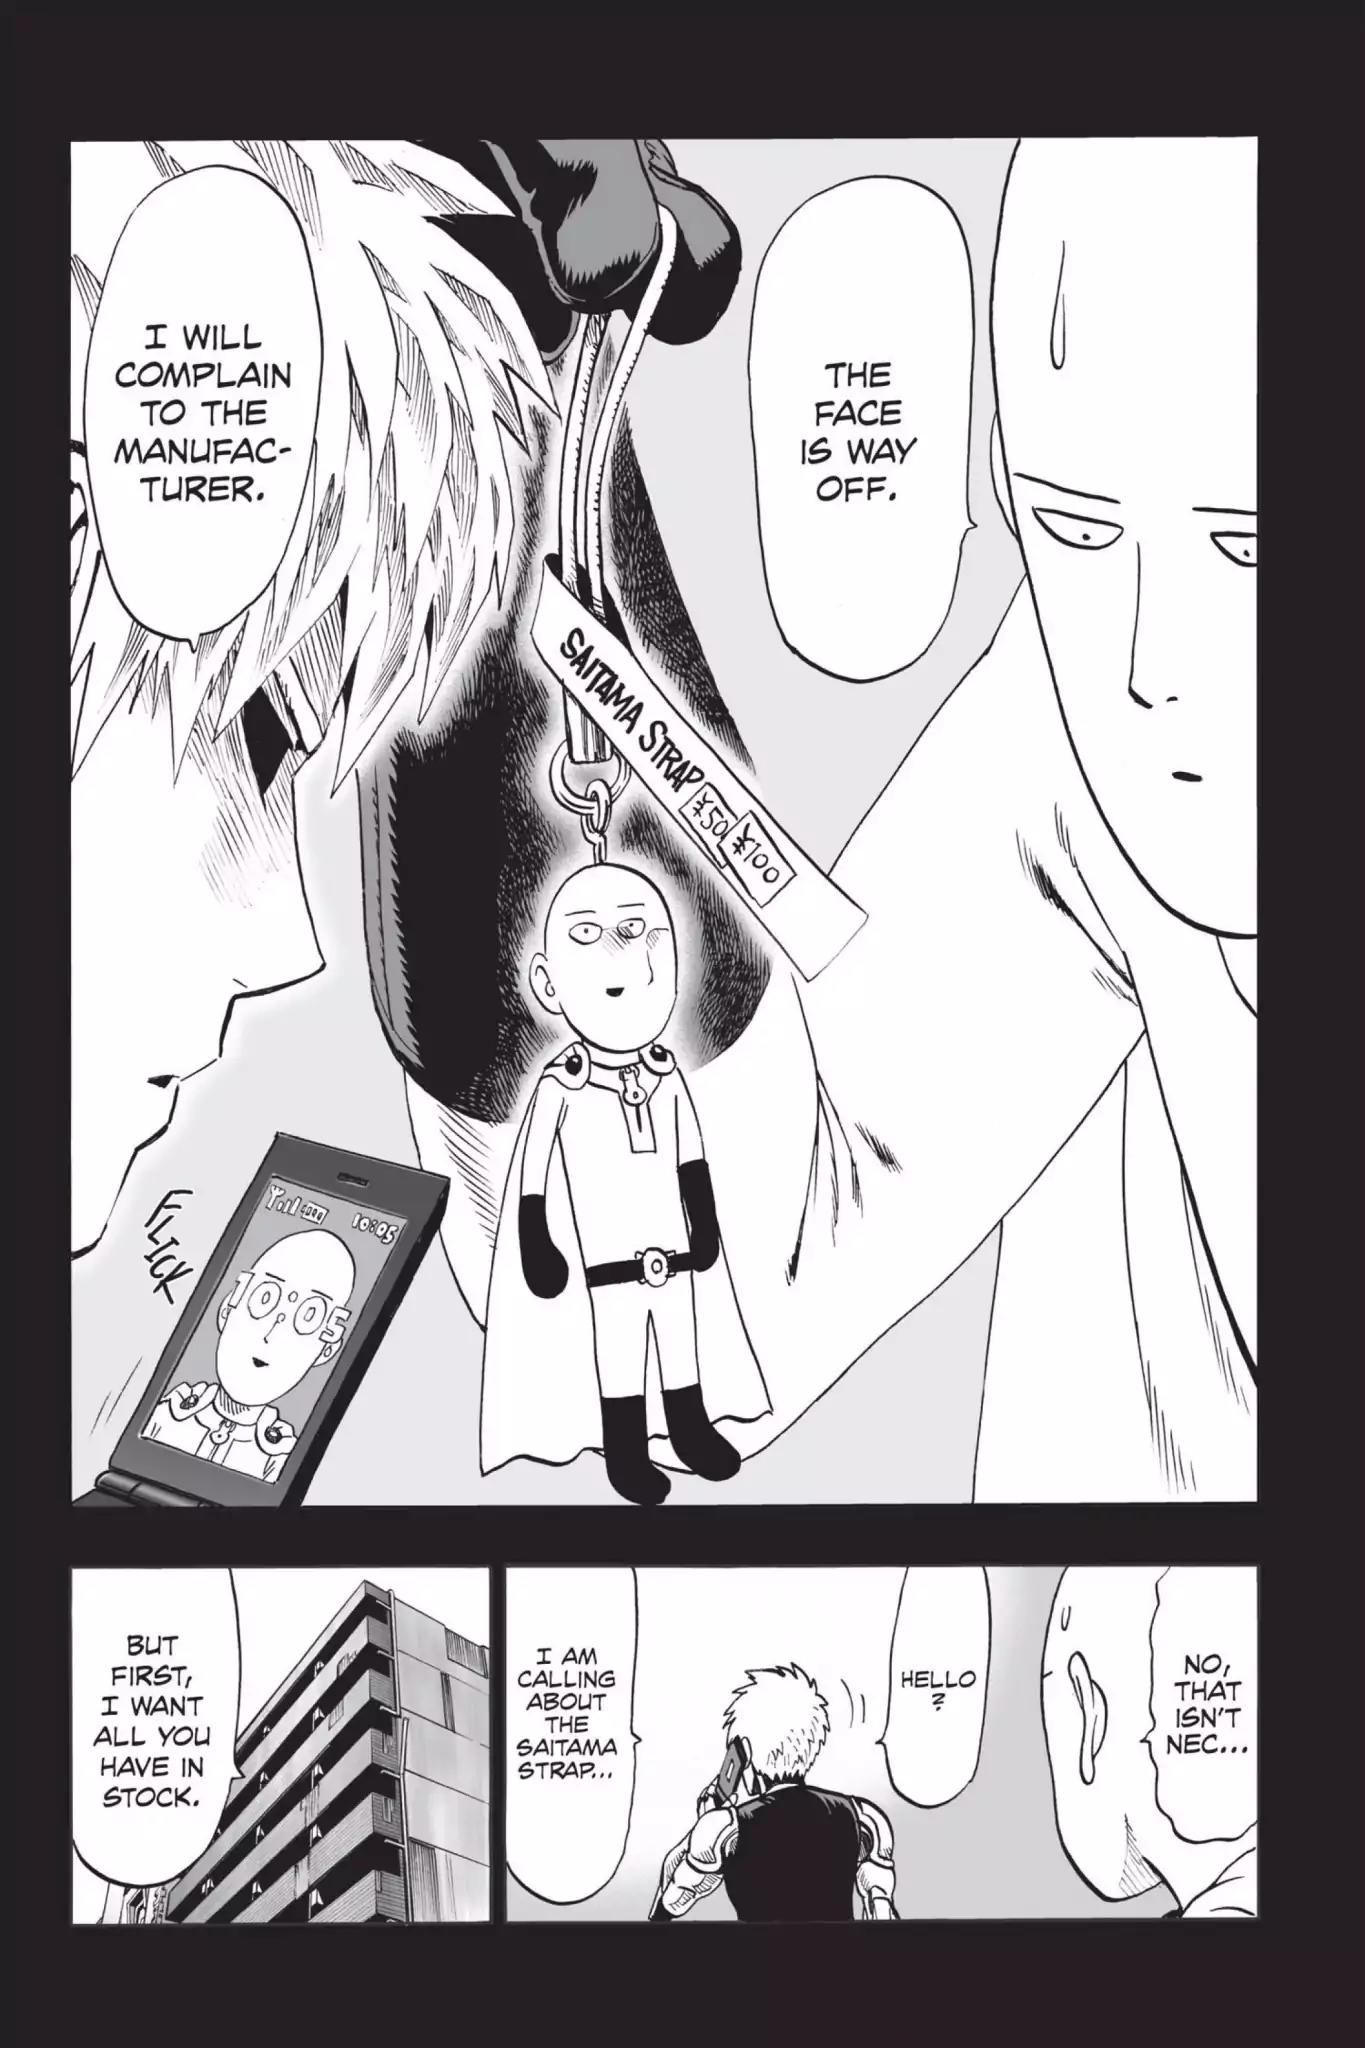 THE
FACE
IS WAY
OFF.
I WILL
COMPLAIN
TO THE
MANUFAC-
TURER.
SAITAMA STRAP
¥50
¥100
10:05
10:05
FLICK
NO,
THAT
ISN'T
NEC...
HELLO
?
I AM
CALLING
ABOUT
THE
SAITAMA
STRAP...
BUT
FIRST,
I WANT
ALL YOU
HAVE IN
STOCK.